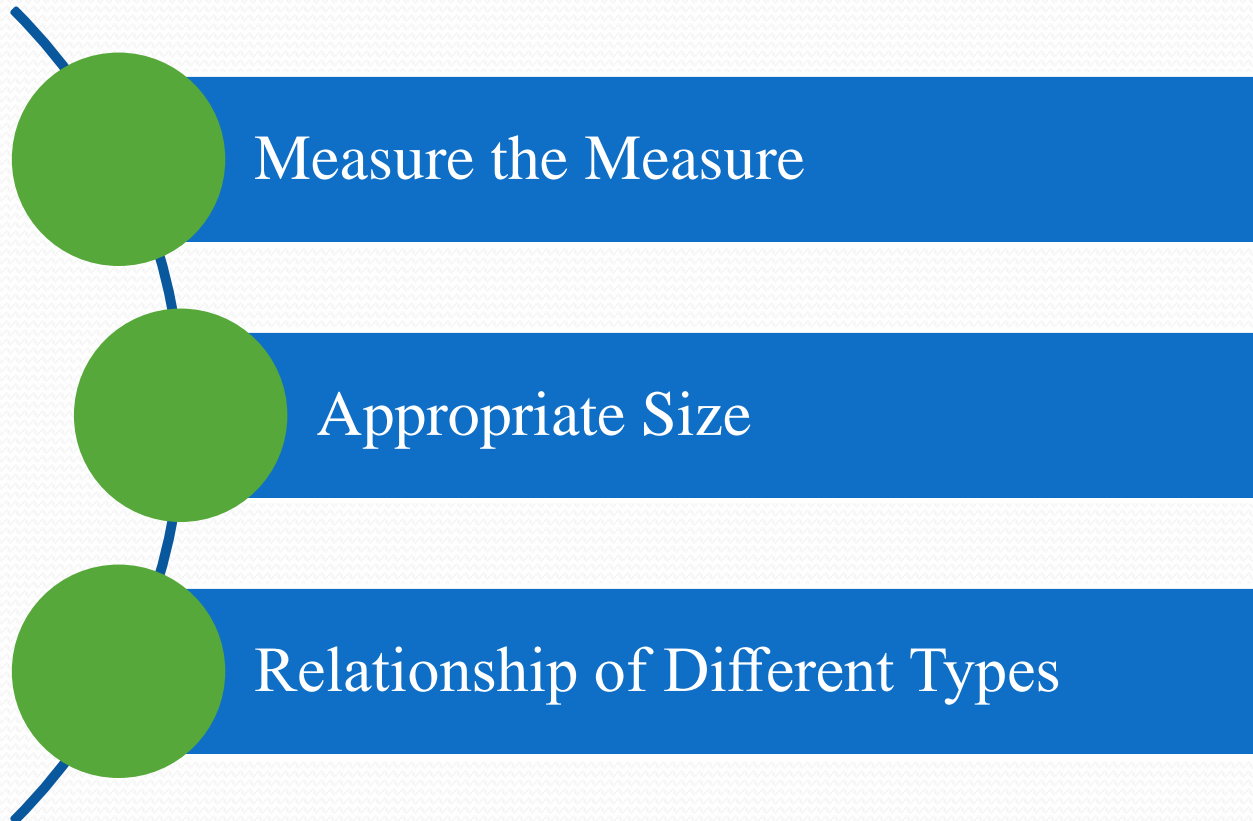 Measure the Measure
Appropriate Size
Relationship of Different Types